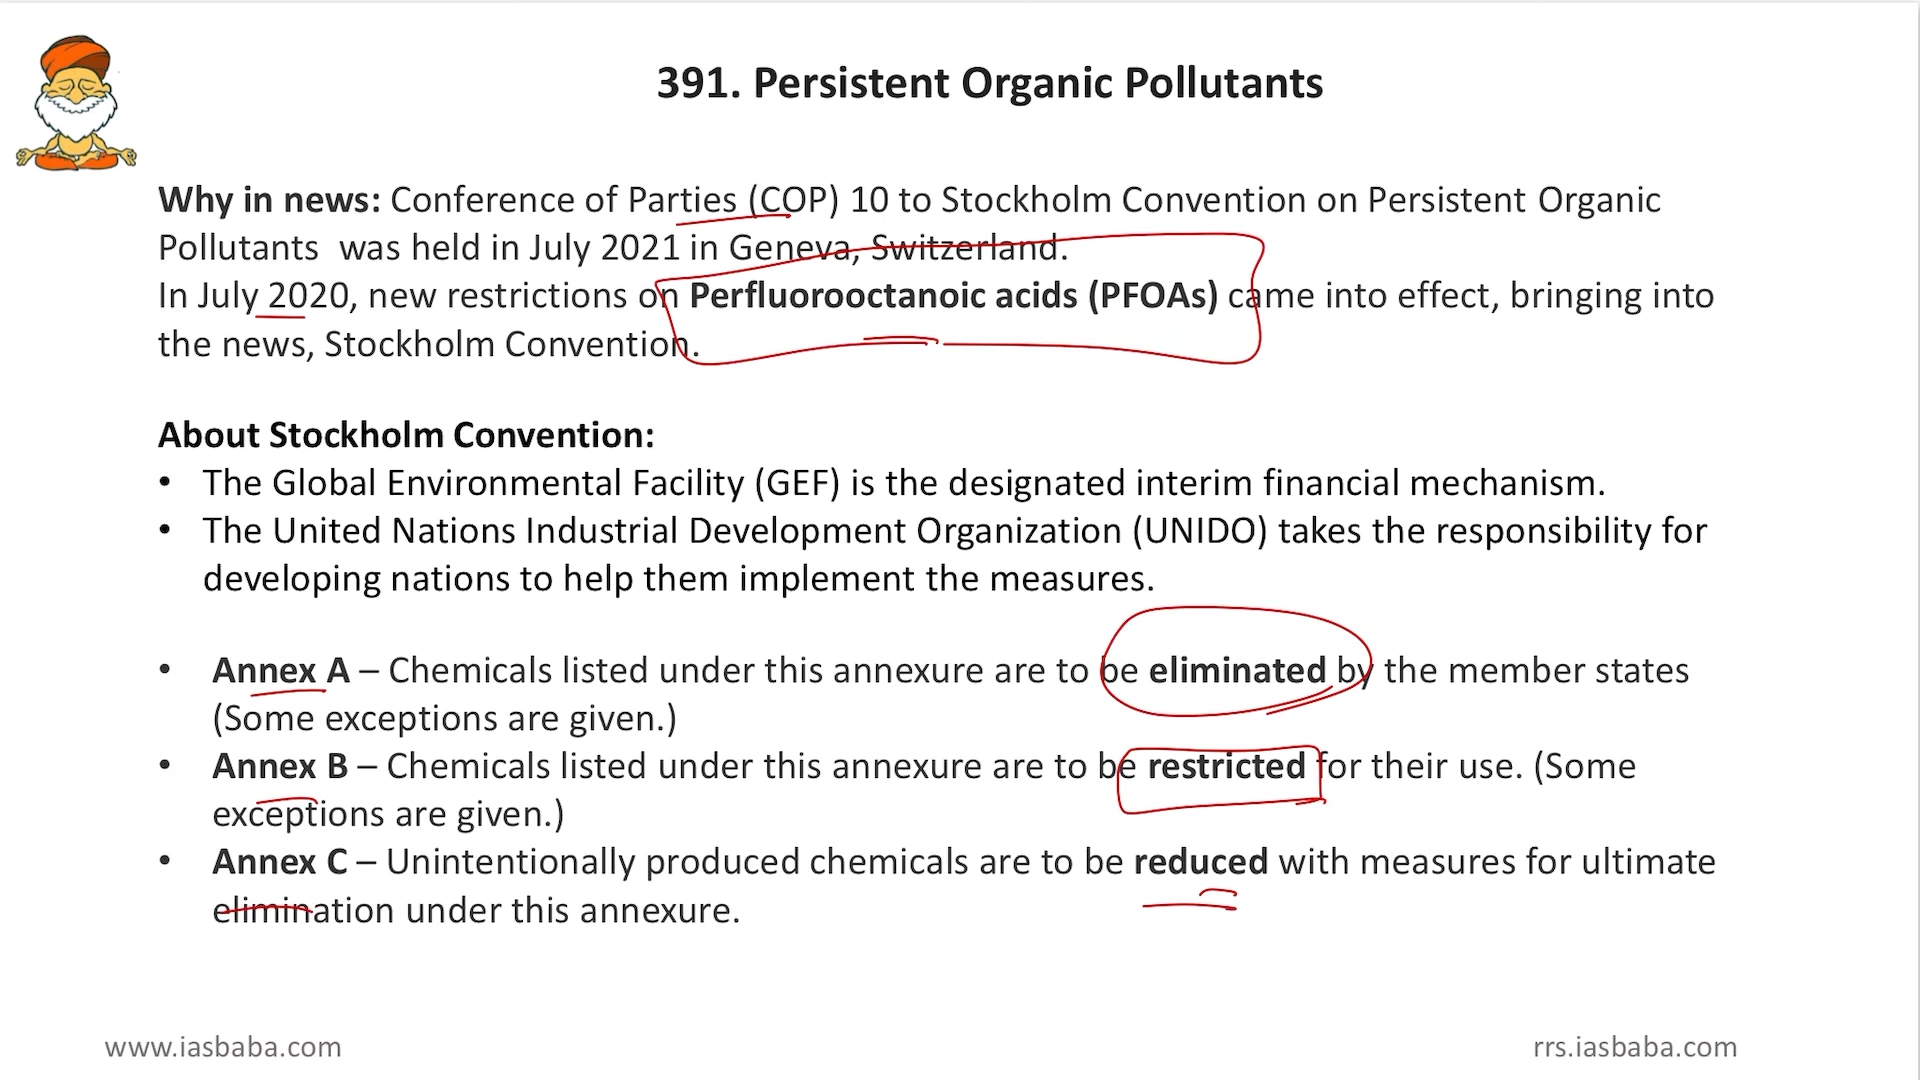 391. Persistent Organic Pollutants
Why in news: Conference of Parties (COP) 10 to Stockholm Convention on Persistent Organic
Pollutants was held in July 2021 in Geneva, Switzerland.
In July 2020, new restrictions on Perfluorooctanoic acids (PFOAs) came into effect, bringing into
the news, Stockholm Convention.
About Stockholm Convention:
• The Global Environmental Facility (GEF) is the designated interim financial mechanism.
• The United Nations Industrial Development Organization (UNIDO) takes the responsibility for
developing nations to help them implement the measures.
• Annex A – Chemicals listed under this annexure are to be eliminated by the member states
(Some exceptions are given.)
• Annex B – Chemicals listed under this annexure are to be restricted for their use. (Some
exceptions are given.)
• Annex C – Unintentionally produced chemicals are to be reduced with measures for ultimate
elimination under this annexure.
www.iasbaba.com
rrs.iasbaba.com